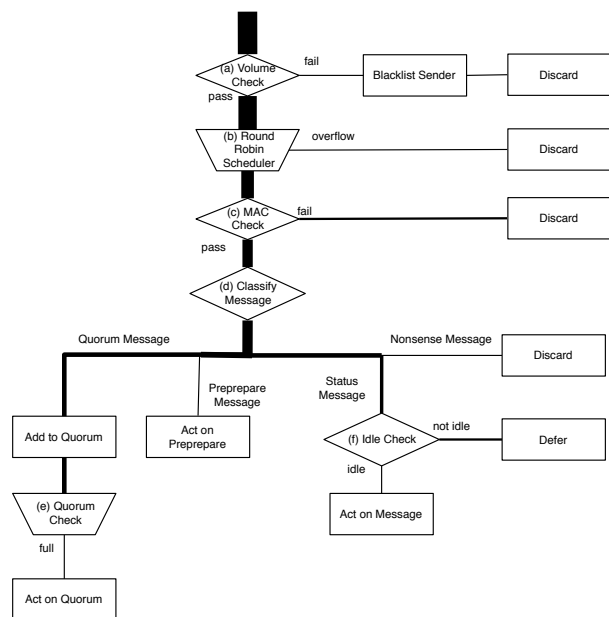 fail
(a) Volume
Check
Blacklist Sender
Discard
pass
(b) Round
Robin
Scheduler
overflow
Discard
(c) MAC
Check
fail
Discard
pass
(d) Classify
Message
Quorum Message
Nonsense Message
Discard
Preprepare
Message
Status
Message
Add to Quorum
Act on
Preprepare
(f) Idle Check
not idle
Defer
idle
(e) Quorum
Check
Act on Message
full
Act on Quorum